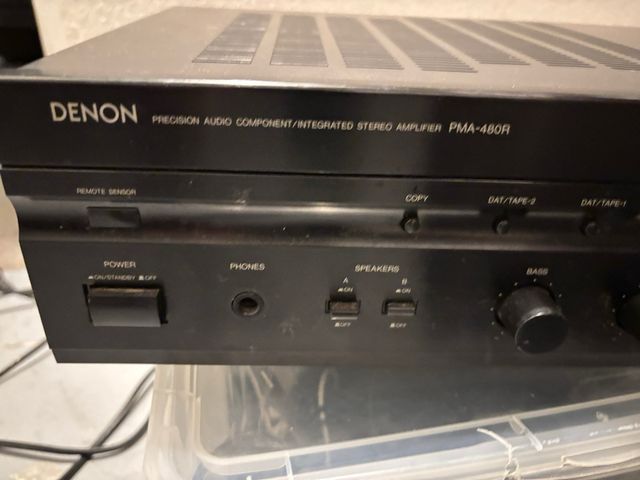 DENON PRECISION AUDIO COMPONENT/INTEGRATED STEREO AMPLIFIER PMA-480R
REMOTE SENSOR
COPY DAT/TAPE-2 DAT/TAPE-1
POWER PHONES SPEAKERS BASS
ON/STANDBY OFF
A B
ON ON
OFF OFF